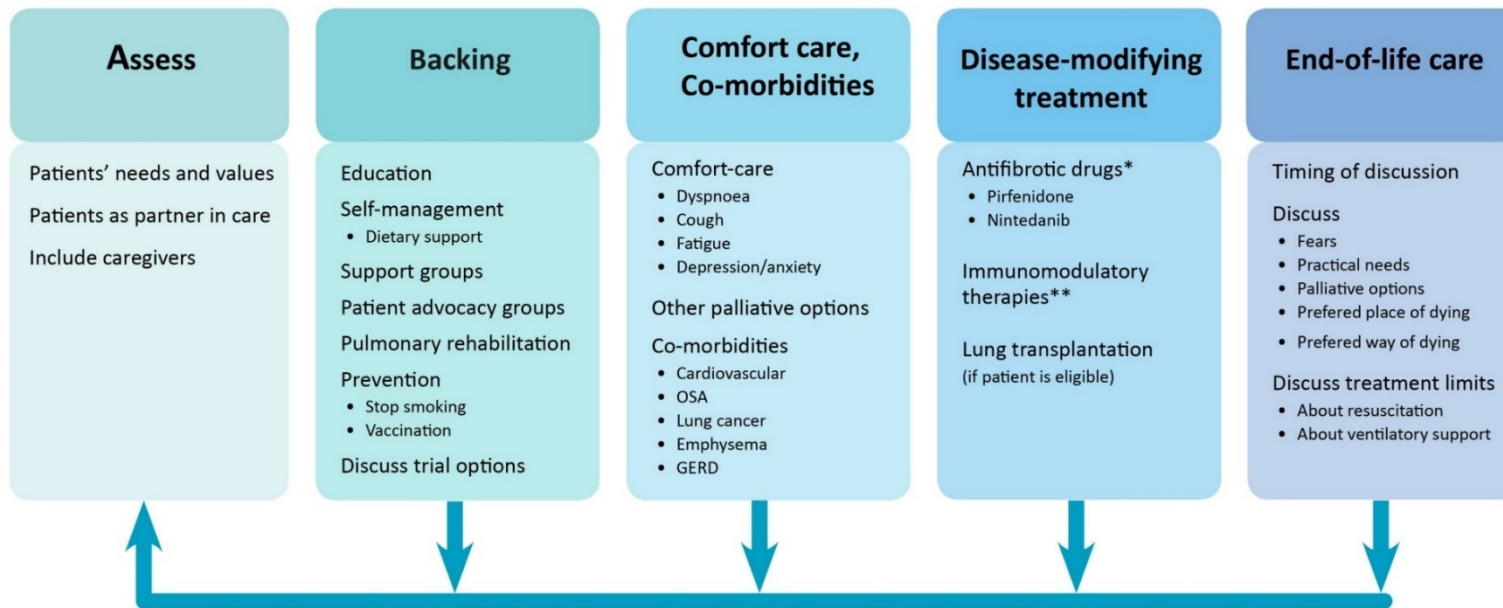 Assess
Patients’ needs and values
Patients as partner in care
Include caregivers
Backing
Education
Self-management
• Dietary support
Support groups
Patient advocacy groups
Pulmonary rehabilitation
Prevention
• Stop smoking
• Vaccination
Discuss trial options
Comfort care,
Co-morbidities
Comfort-care
• Dyspnoea
• Cough
• Fatigue
• Depression/anxiety
Other palliative options
Co-morbidities
• Cardiovascular
• OSA
• Lung cancer
• Emphysema
• GERD
Disease-modifying
treatment
Antifibrotic drugs*
• Pirfenidone
• Nintedanib
Immunomodulatory
therapies**
Lung transplantation
(if patient is eligible)
End-of-life care
Timing of discussion
Discuss
• Fears
• Practical needs
• Palliative options
• Prefered place of dying
• Prefered way of dying
Discuss treatment limits
• About resuscitation
• About ventilatory support